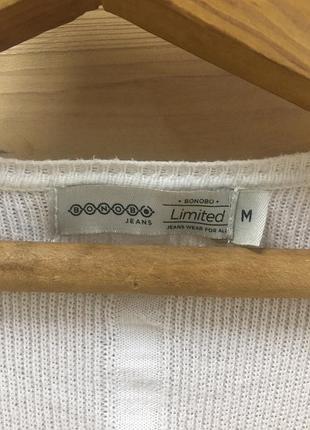 BONOBO
JEANS
• BONOBO •
Limited
JEANS WEAR FOR ALL
M